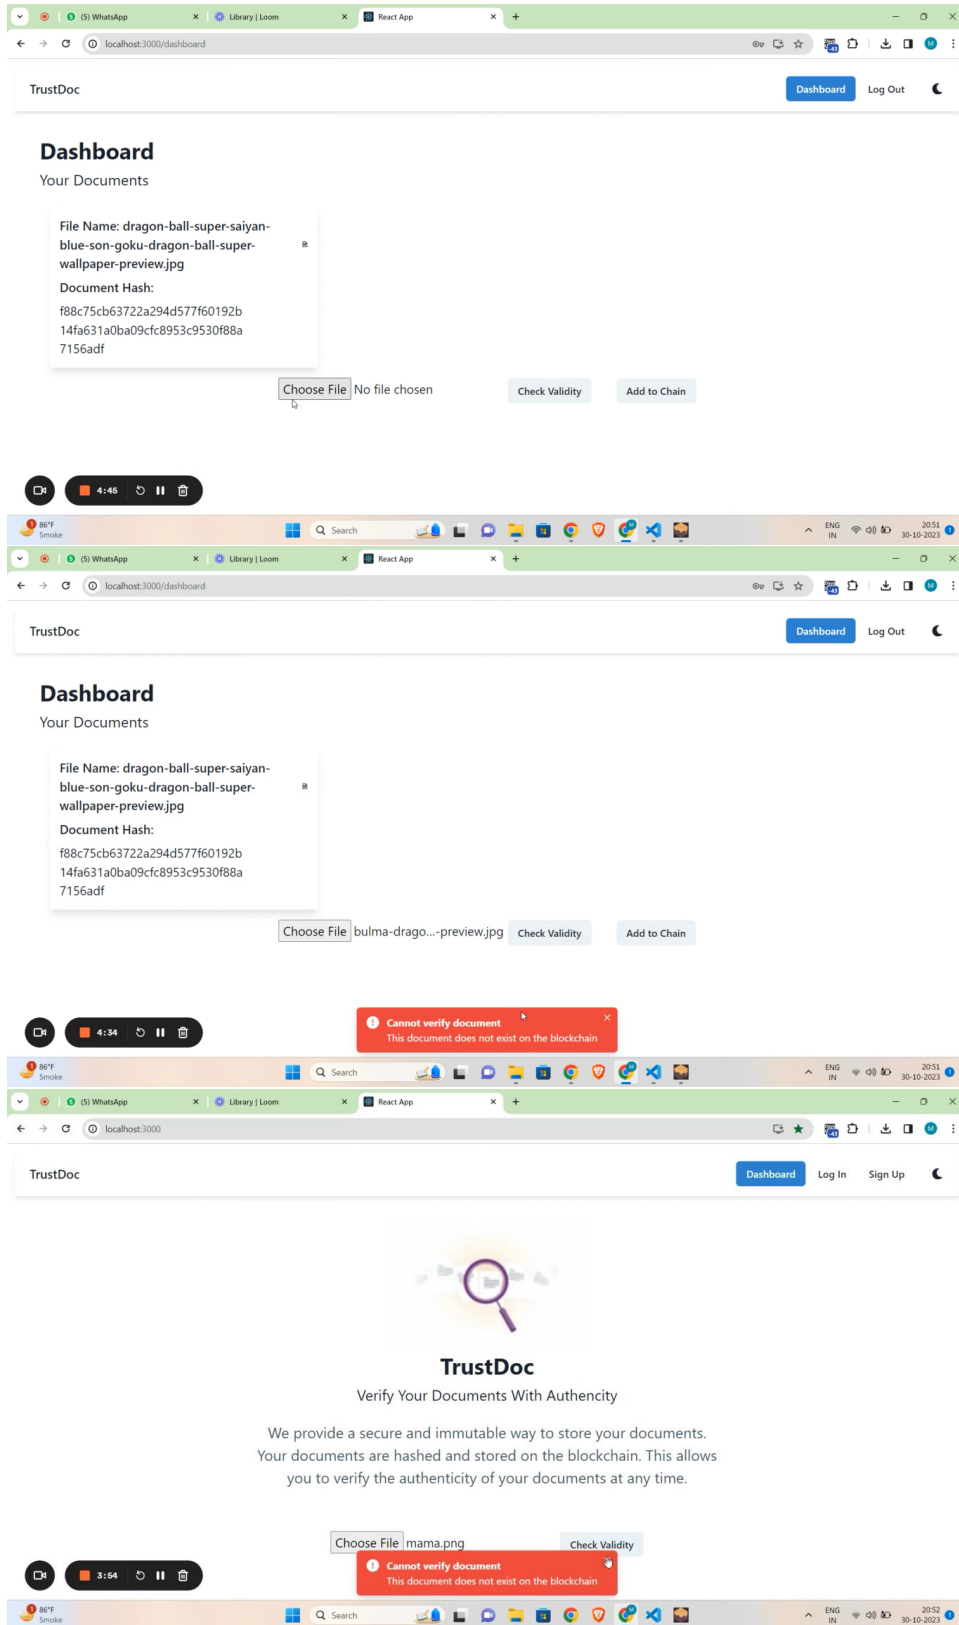 (5) WhatsApp
Library | Loom
React App
localhost:3000/dashboard
TrustDoc
Dashboard
Log Out
Dashboard
Your Documents
File Name: dragon-ball-super-saiyan-
blue-son-goku-dragon-ball-super-
wallpaper-preview.jpg
Document Hash:
f88c75cb63722a294d577f60192b
14fa631a0ba09cfc8953c9530f88a
7156adf
Choose File No file chosen
Check Validity
Add to Chain
4:45
1
86°F
Smoke
Search
ENG
IN
20:51
30-10-2023
1
(5) WhatsApp
Library | Loom
React App
localhost:3000/dashboard
TrustDoc
Dashboard
Log Out
Dashboard
Your Documents
File Name: dragon-ball-super-saiyan-
blue-son-goku-dragon-ball-super-
wallpaper-preview.jpg
Document Hash:
f88c75cb63722a294d577f60192b
14fa631a0ba09cfc8953c9530f88a
7156adf
Choose File bulma-drago...-preview.jpg
Check Validity
Add to Chain
4:34
Cannot verify document
This document does not exist on the blockchain
1
86°F
Smoke
Search
ENG
IN
20:51
30-10-2023
1
(5) WhatsApp
Library | Loom
React App
localhost:3000
TrustDoc
Dashboard
Log In
Sign Up
TrustDoc
Verify Your Documents With Authencity
We provide a secure and immutable way to store your documents.
Your documents are hashed and stored on the blockchain. This allows
you to verify the authenticity of your documents at any time.
Choose File mama.png
Check Validity
3:54
Cannot verify document
This document does not exist on the blockchain
1
86°F
Smoke
Search
ENG
IN
20:52
30-10-2023
1